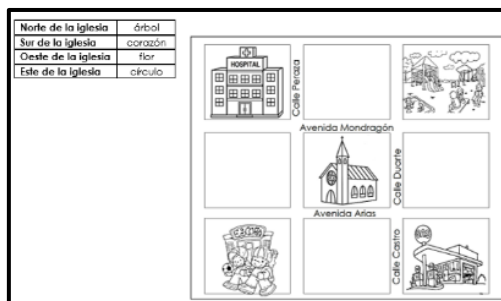 Norte de la iglesia árbol
Sur de la iglesia corazón
Oeste de la iglesia flor
Este de la iglesia círculo
HOSPITAL
Calle Peraza
Avenida Mondragón
Calle Duarte
Avenida Arias
Calle Castro